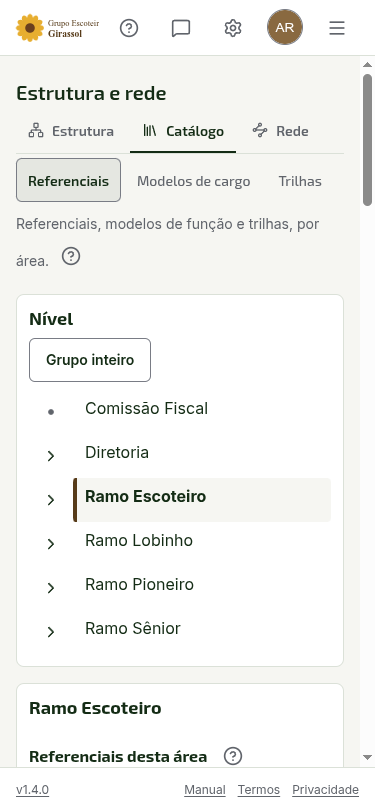 Grupo Escoteiro
Girassol
AR
Estrutura e rede
Estrutura
Catálogo
Rede
Referenciais
Modelos de cargo
Trilhas
Referenciais, modelos de função e trilhas, por
área.
Nível
Grupo inteiro
Comissão Fiscal
Diretoria
Ramo Escoteiro
Ramo Lobinho
Ramo Pioneiro
Ramo Sênior
Ramo Escoteiro
Referenciais desta área
v1.4.0
Manual
Termos
Privacidade